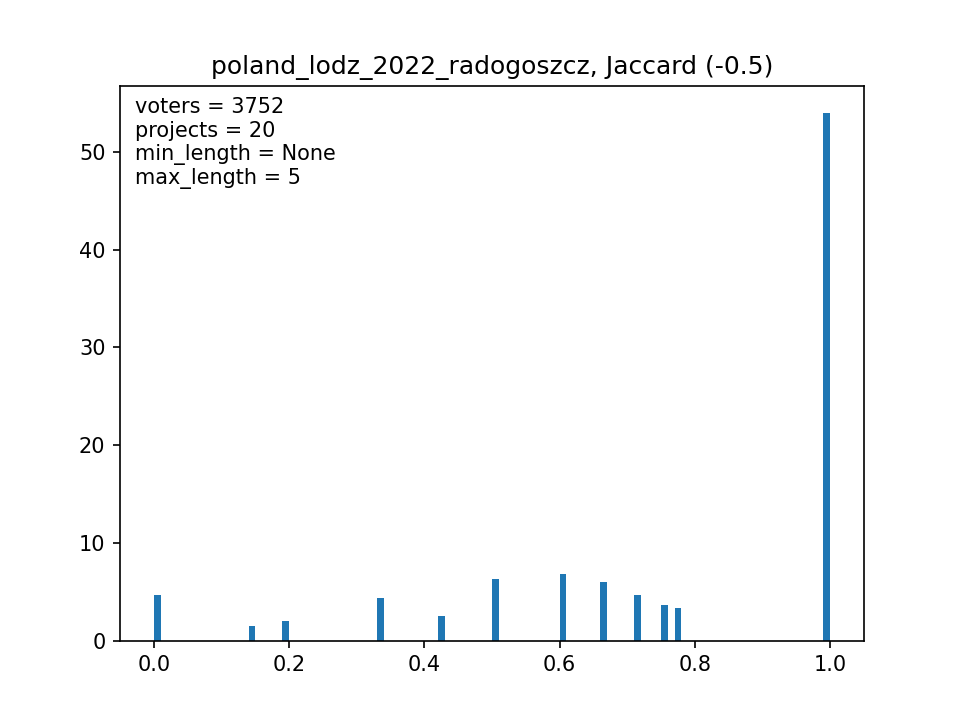 poland_lodz_2022_radogoszcz, Jaccard (-0.5)
voters = 3752
projects = 20
min_length = None
max_length = 5
50
40
30
20
10
0
0.0 0.2 0.4 0.6 0.8 1.0